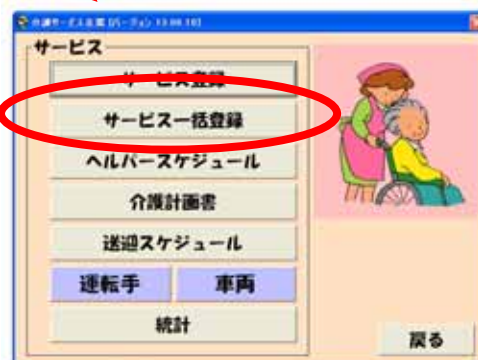 サービス
サービス登録
サービス一括登録
ヘルパースケジュール
介護計画書
送迎スケジュール
運転手 車両
統計
戻る